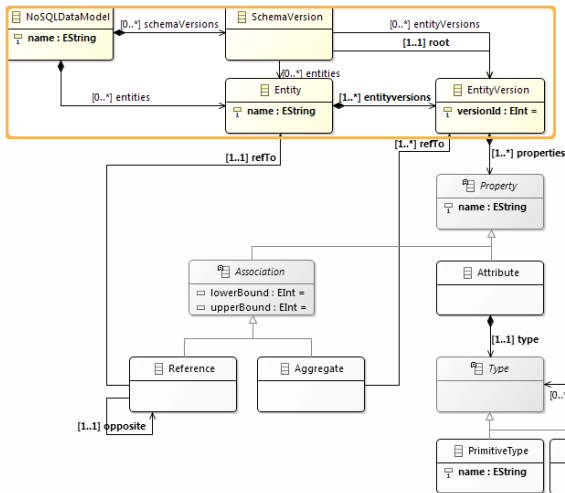 NoSQLDataModel
name : EString
[0..*] schemaVersions
SchemaVersion
[0..*] entityVersions
[1..1] root
[0..*] entities
[0..*] entities
Entity
name : EString
[1..*] entityversions
EntityVersion
versionId : EInt =
[1..1] refTo
[1..*] refTo
[1..*] properties
Property
name : EString
Association
lowerBound : EInt =
upperBound : EInt =
Attribute
[1..1] type
Reference
Aggregate
Type
[0..*
[1..1] opposite
PrimitiveType
name : EString